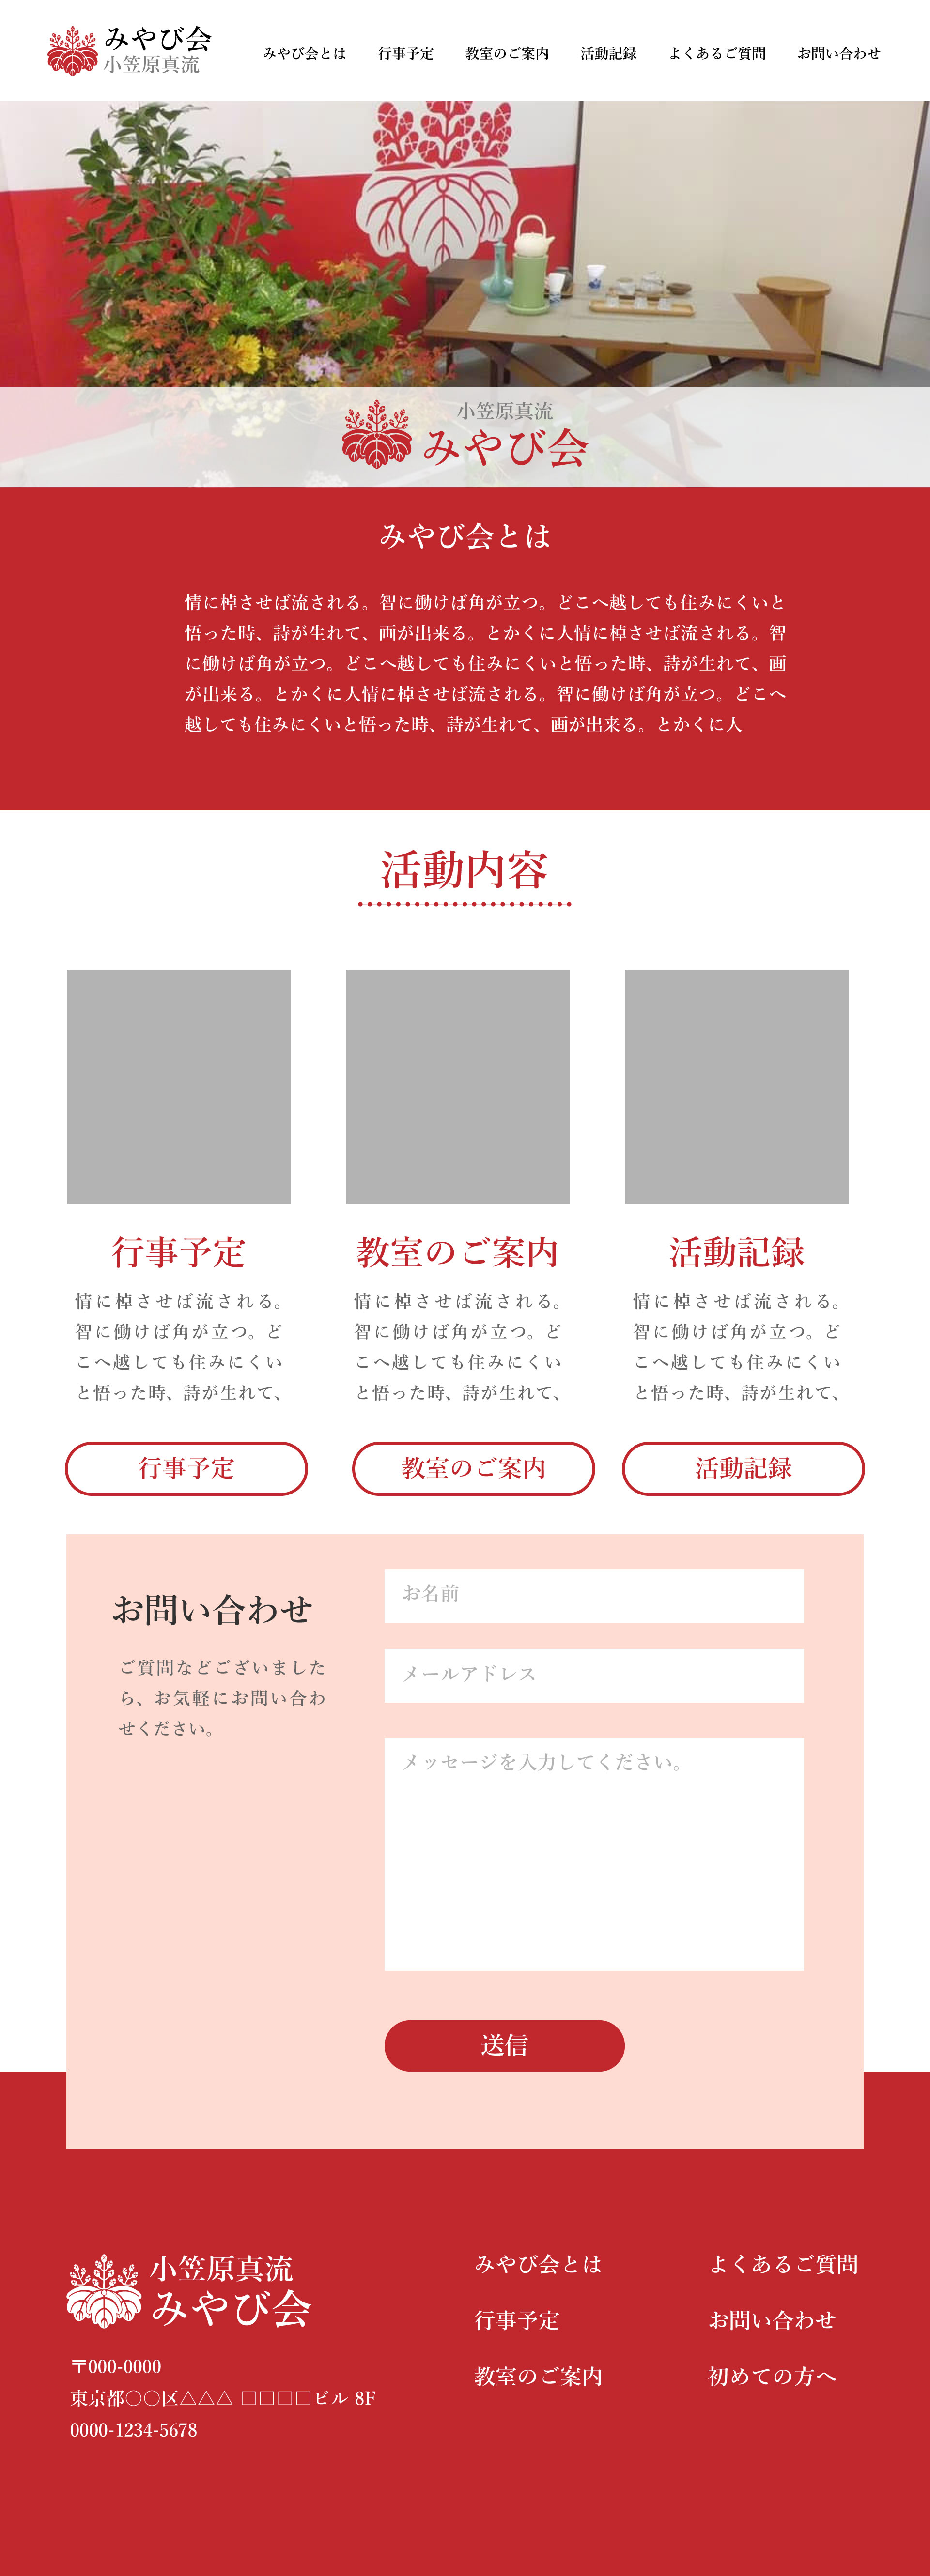 みやび会
小笠原真流
みやび会とは 行事予定 教室のご案内 活動記録 よくあるご質問 お問い合わせ
小笠原真流
みやび会
みやび会とは
情に棹させば流される。智に働けば角が立つ。どこへ越しても住みにくいと
悟った時、詩が生れて、画が出来る。とかくに人情に棹させば流される。智
に働けば角が立つ。どこへ越しても住みにくいと悟った時、詩が生れて、画
が出来る。とかくに人情に棹させば流される。智に働けば角が立つ。どこへ
越しても住みにくいと悟った時、詩が生れて、画が出来る。とかくに人
活動内容
行事予定
情に棹させば流される。
智に働けば角が立つ。ど
こへ越しても住みにくい
と悟った時、詩が生れて、
行事予定
教室のご案内
情に棹させば流される。
智に働けば角が立つ。ど
こへ越しても住みにくい
と悟った時、詩が生れて、
教室のご案内
活動記録
情に棹させば流される。
智に働けば角が立つ。ど
こへ越しても住みにくい
と悟った時、詩が生れて、
活動記録
お問い合わせ
ご質問などございました
ら、お気軽にお問い合わ
せください。
お名前
メールアドレス
メッセージを入力してください。
送信
小笠原真流
みやび会
〒000-0000
東京都〇〇区△△△ □□□□ビル 8F
0000-1234-5678
みやび会とは
行事予定
教室のご案内
よくあるご質問
お問い合わせ
初めての方へ